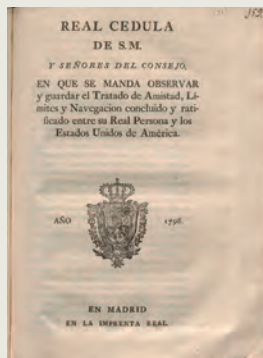 REAL CEDULA
DE S.M.
Y SEÑORES DEL CONSEJO,
EN QUE SE MANDA OBSERVAR
y guardar el Tratado de Amistad, Lí-
mites y Navegacion concluido y rati-
ficado entre su Real Persona y los
Estados Unidos de América.
AÑO 1796.
EN MADRID
EN LA IMPRENTA REAL.